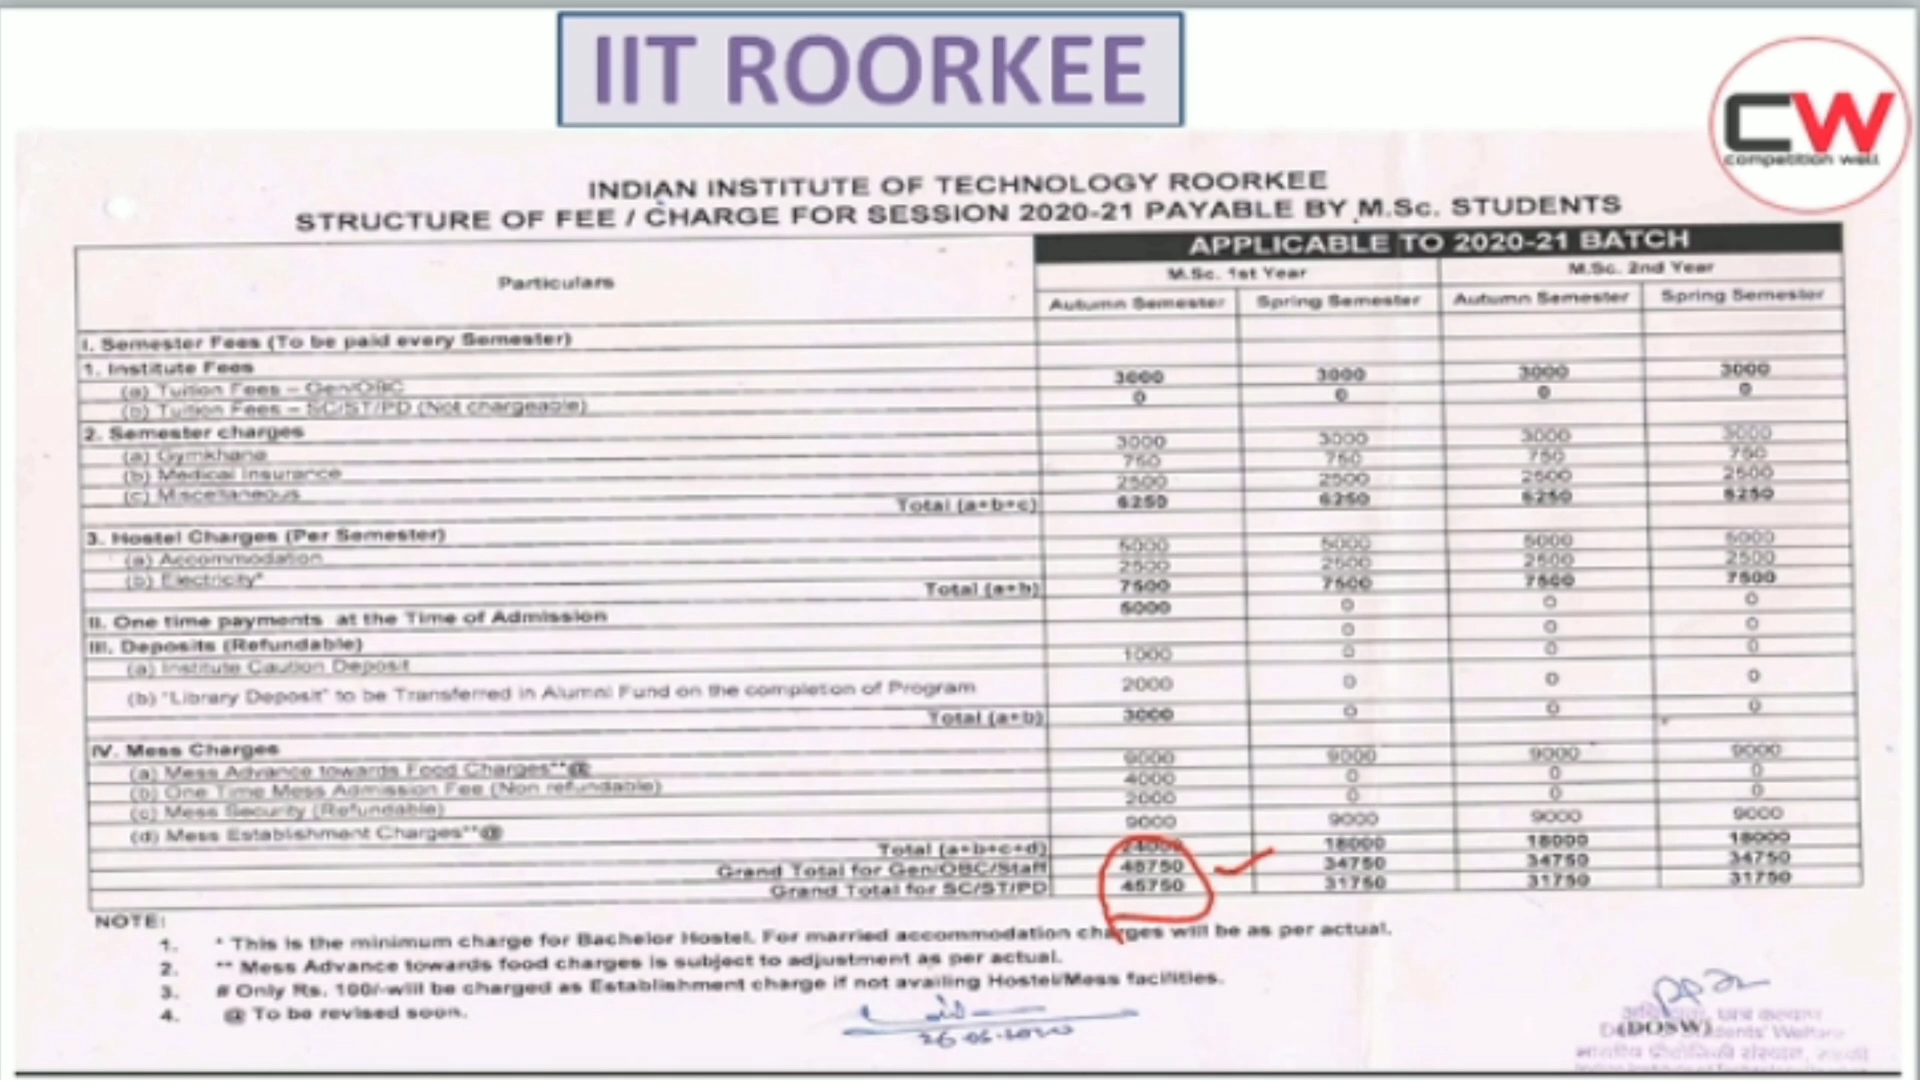 IIT ROORKEE
CW
competition well
INDIAN INSTITUTE OF TECHNOLOGY ROORKEE
STRUCTURE OF FEE / CHARGE FOR SESSION 2020-21 PAYABLE BY M.Sc. STUDENTS
APPLICABLE TO 2020-21 BATCH
Particulars M.Sc. 1st Year M.Sc. 2nd Year
Autumn Semester Spring Semester Autumn Semester Spring Semester
I. Semester Fees (To be paid every Semester)
1. Institute Fees
(a) Tuition Fees – Gen/OBC 3000 3000 3000 3000
(b) Tuition Fees – SC/ST/PD (Not chargeable) 0 0 0 0
2. Semester charges
(a) Gymkhana 3000 3000 3000 3000
(b) Medical Insurance 750 750 750 750
(c) Miscellaneous 2500 2500 2500 2500
Total (a+b+c) 6250 6250 6250 6250
3. Hostel Charges (Per Semester)
(a) Accommodation 5000 5000 5000 5000
(b) Electricity* 2500 2500 2500 2500
Total (a+b) 7500 7500 7500 7500
II. One time payments at the Time of Admission 5000 0 0 0
III. Deposits (Refundable) 0 0 0
(a) Institute Caution Deposit 1000 0 0 0
(b) "Library Deposit" to be Transferred in Alumni Fund on the completion of Program 2000 0 0 0
Total (a+b) 3000 0 0 0
IV. Mess Charges
(a) Mess Advance towards Food Charges**@ 9000 9000 9000 9000
(b) One Time Mess Admission Fee (Non refundable) 4000 0 0 0
(c) Mess Security (Refundable) 2000 0 0 0
(d) Mess Establishment Charges**@ 9000 9000 9000 9000
Total (a+b+c+d) 24000 18000 18000 18000
Grand Total for Gen/OBC/Staff 48750 34750 34750 34750
Grand Total for SC/ST/PD 45750 31750 31750 31750
NOTE:
1. * This is the minimum charge for Bachelor Hostel. For married accommodation charges will be as per actual.
2. ** Mess Advance towards food charges is subject to adjustment as per actual.
3. # Only Rs. 100/-will be charged as Establishment charge if not availing Hostel/Mess facilities.
4. @ To be revised soon.
(DOSW)